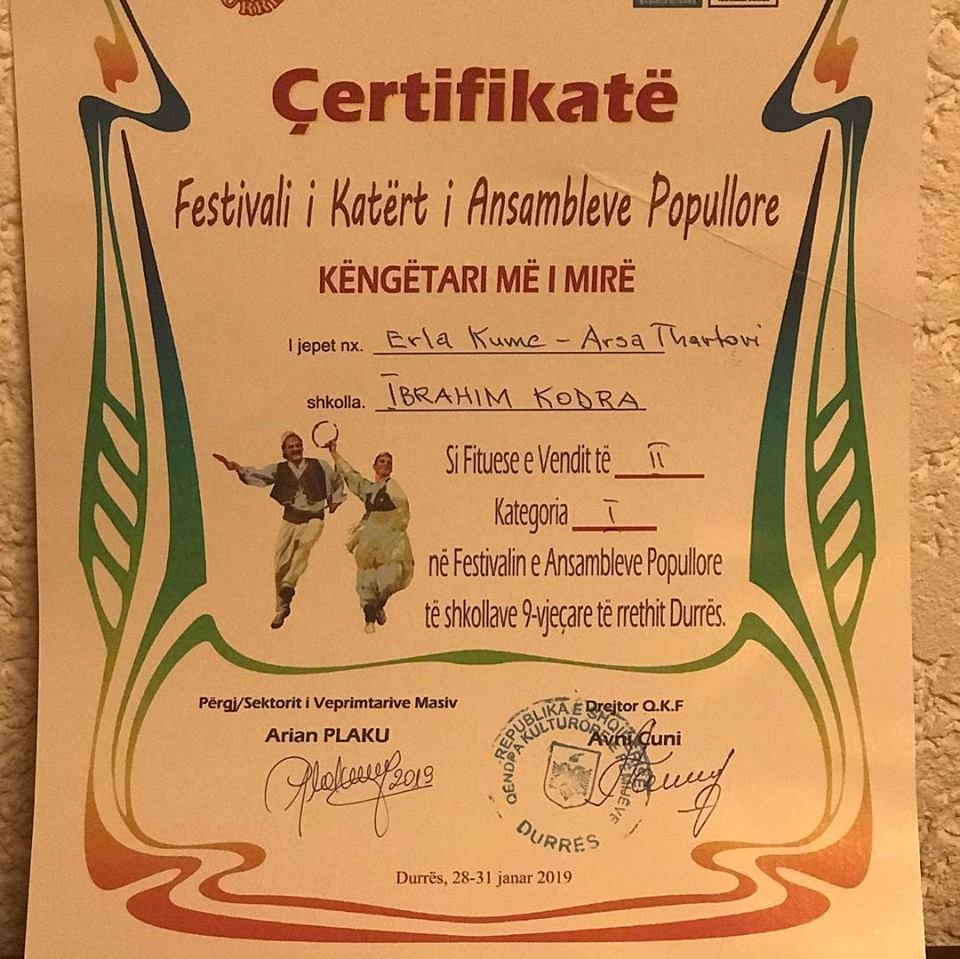 Çertifikatë
Festivali i Katërt i Ansambleve Popullore
KËNGËTARI MË I MIRË
I jepet nx. Erla Kume - Arsa Thartori
shkolla. IBRAHIM KODRA
Si Fituese e Vendit të II
Kategoria I
në Festivalin e Ansambleve Popullore
të shkollave 9-vjeçare të rrethit Durrës.
Përgj/Sektorit i Veprimtarive Masiv
Arian PLAKU
2019
Drejtor Q.K.F
Avni Cuni
REPUBLIKA E SHQIPËRISË
QENDRA KULTURORE E FËMIJËVE
DURRËS
Durrës, 28-31 janar 2019